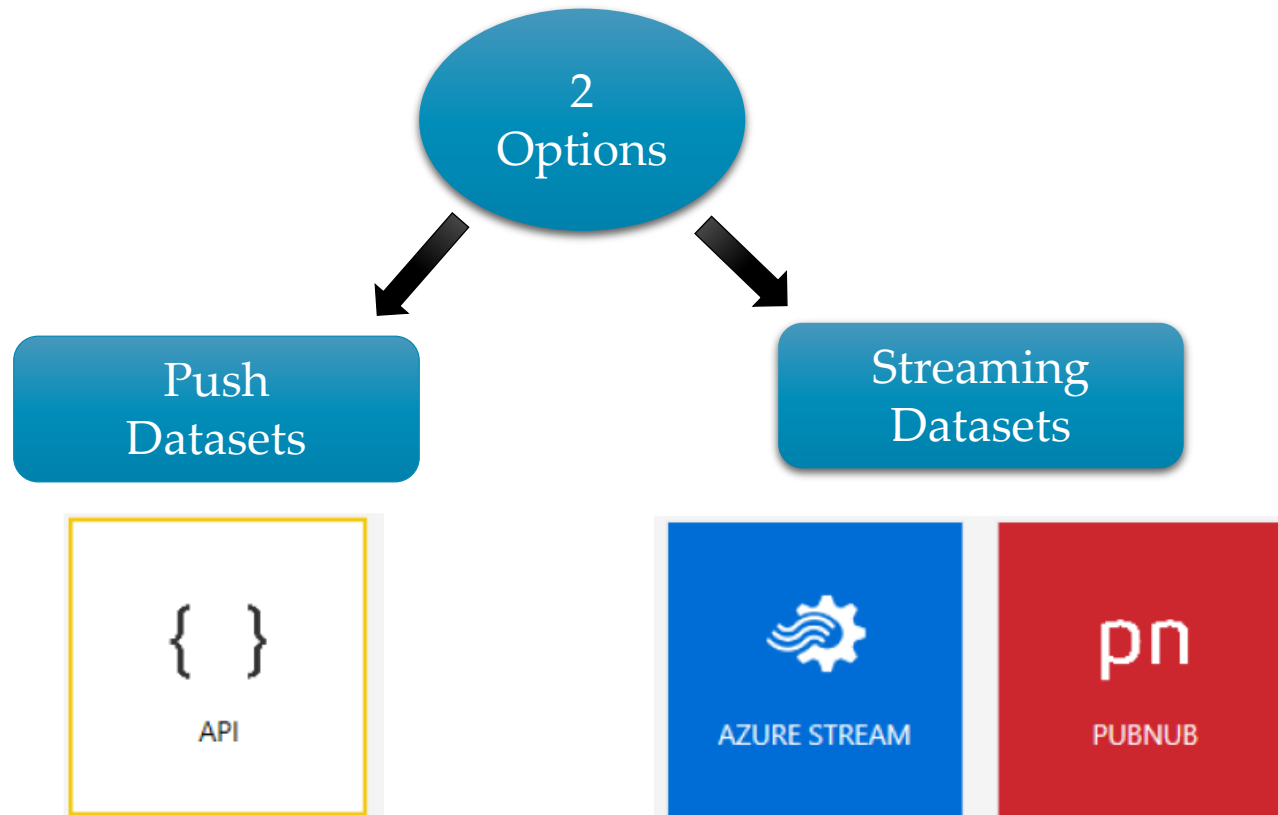 2
Options
Push
Datasets
Streaming
Datasets
{ }
API
AZURE STREAM
pn
PUBNUB